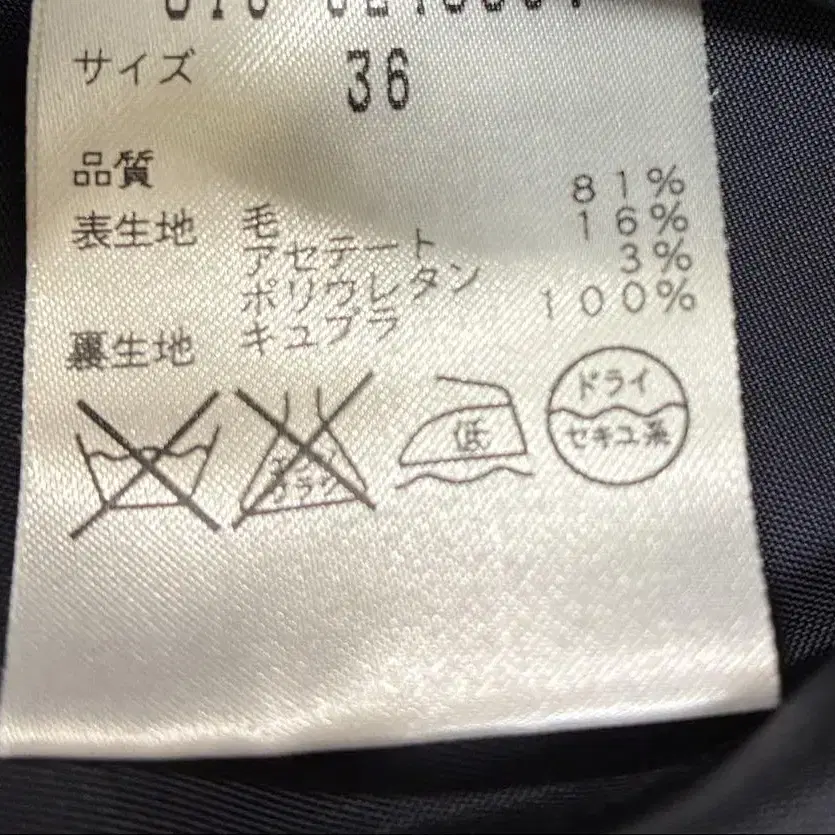 サイズ 36
品質
表生地 毛 81%
アセテート 16%
ポリウレタン 3%
裏生地 キュプラ 100%
低
ドライ
セキユ系